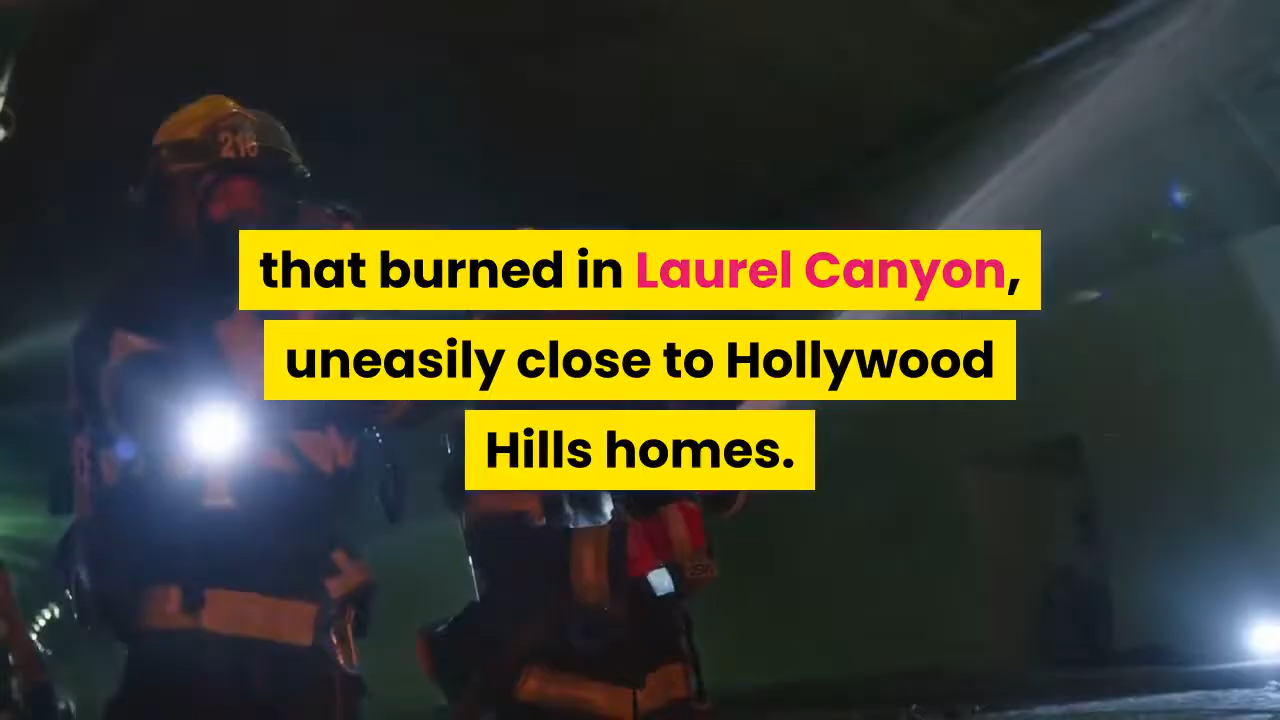 that burned in Laurel Canyon,
uneasily close to Hollywood
Hills homes.